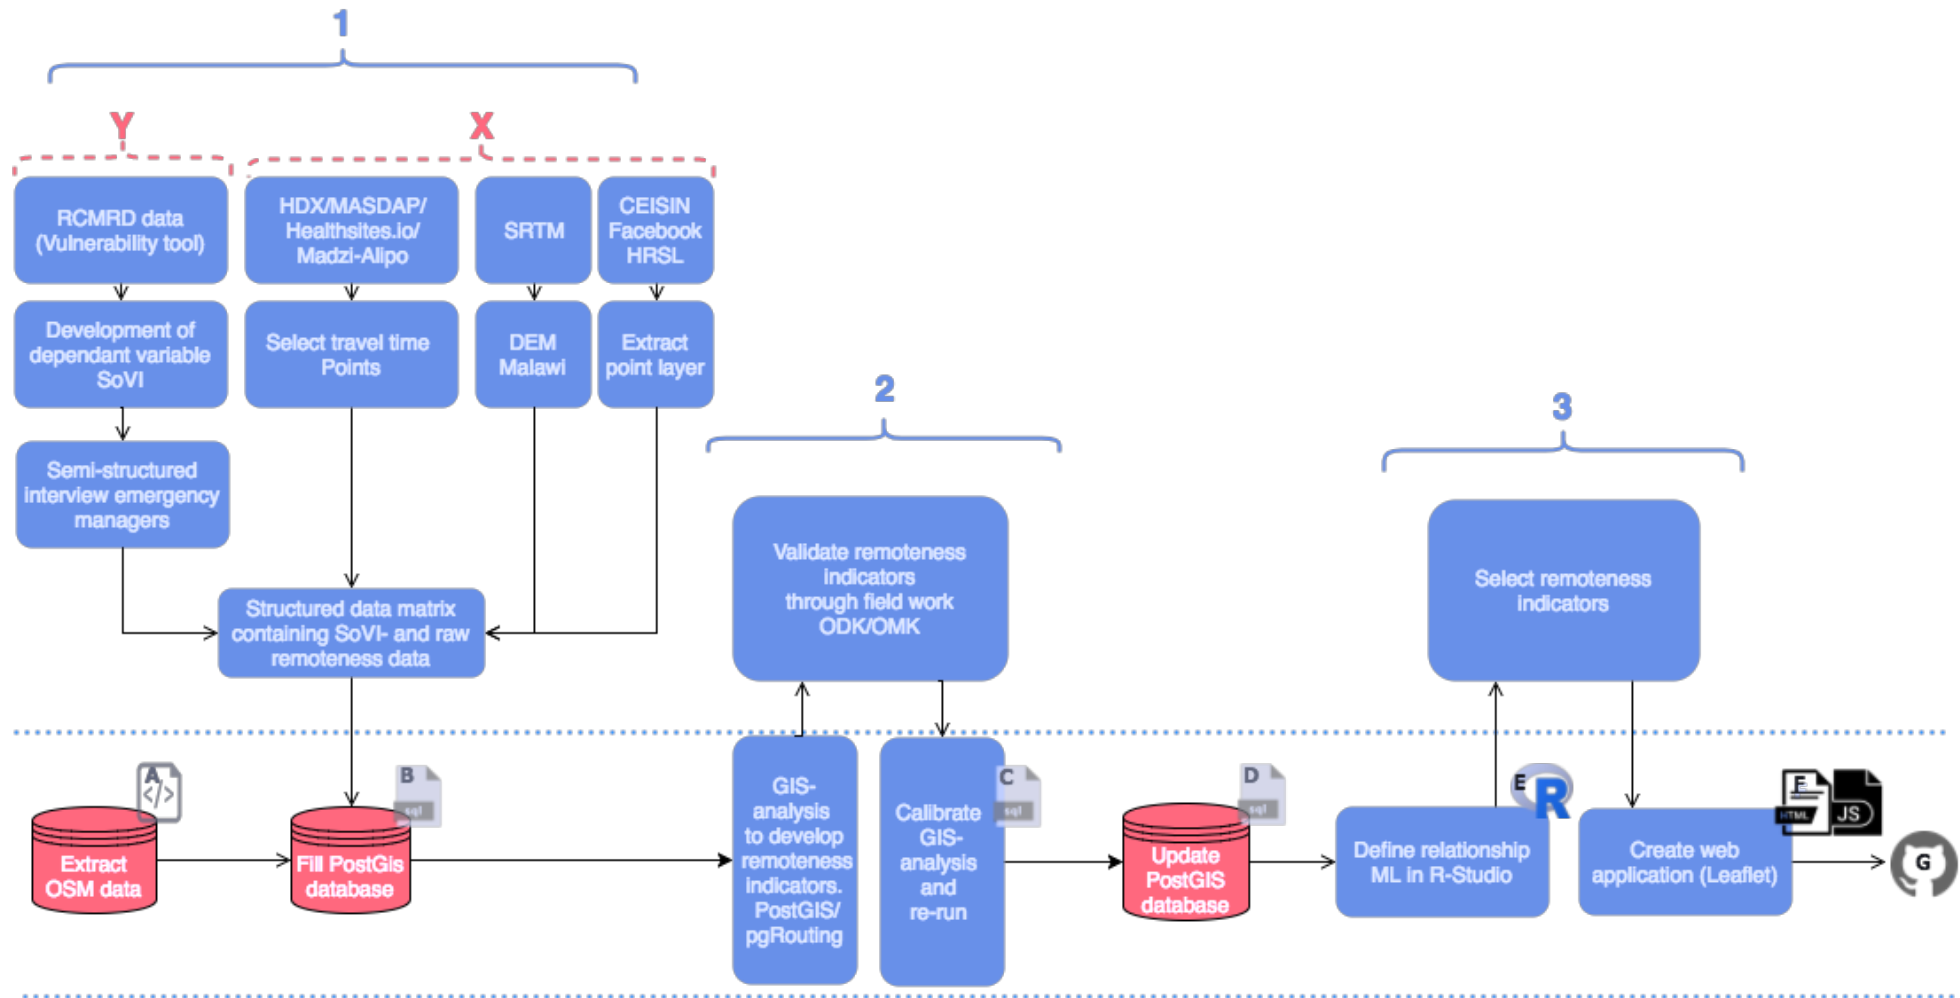 1
Y
X
RCMRD data
(Vulnerability tool)
HDX/MASDAP/
Healthsites.io/
Madzi-Alipo
SRTM
CEISIN
Facebook
HRSL
Development of
dependant variable
SoVI
Select travel time
Points
DEM
Malawi
Extract
point layer
Semi-structured
interview emergency
managers
Structured data matrix
containing SoVI- and raw
remoteness data
2
Validate remoteness
indicators
through field work
ODK/OMK
3
Select remoteness
indicators
A
</>
Extract
OSM data
B
sql
Fill PostGis
database
GIS-
analysis
to develop
remoteness
indicators.
PostGIS/
pgRouting
Calibrate
GIS-
analysis
and
re-run
C
sql
D
sql
Update
PostGIS
database
E
R
Define relationship
ML in R-Studio
F
HTML
JS
Create web
application (Leaflet)
G